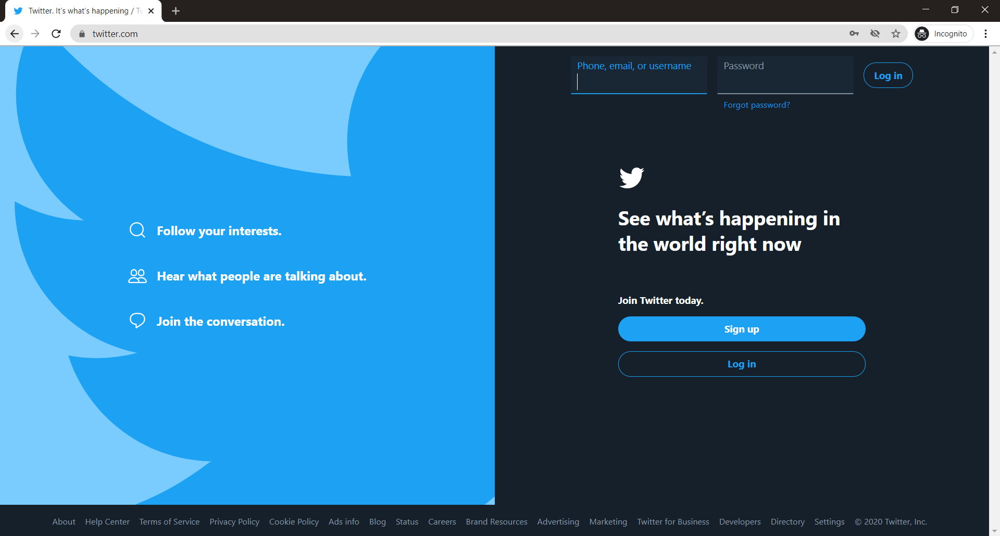 Twitter. It's what's happening / Tw
twitter.com
Incognito
Phone, email, or username
Password
Log in
Forgot password?
Follow your interests.
Hear what people are talking about.
Join the conversation.
See what's happening in
the world right now
Join Twitter today.
Sign up
Log in
About Help Center Terms of Service Privacy Policy Cookie Policy Ads info Blog Status Careers Brand Resources Advertising Marketing Twitter for Business Developers Directory Settings © 2020 Twitter, Inc.